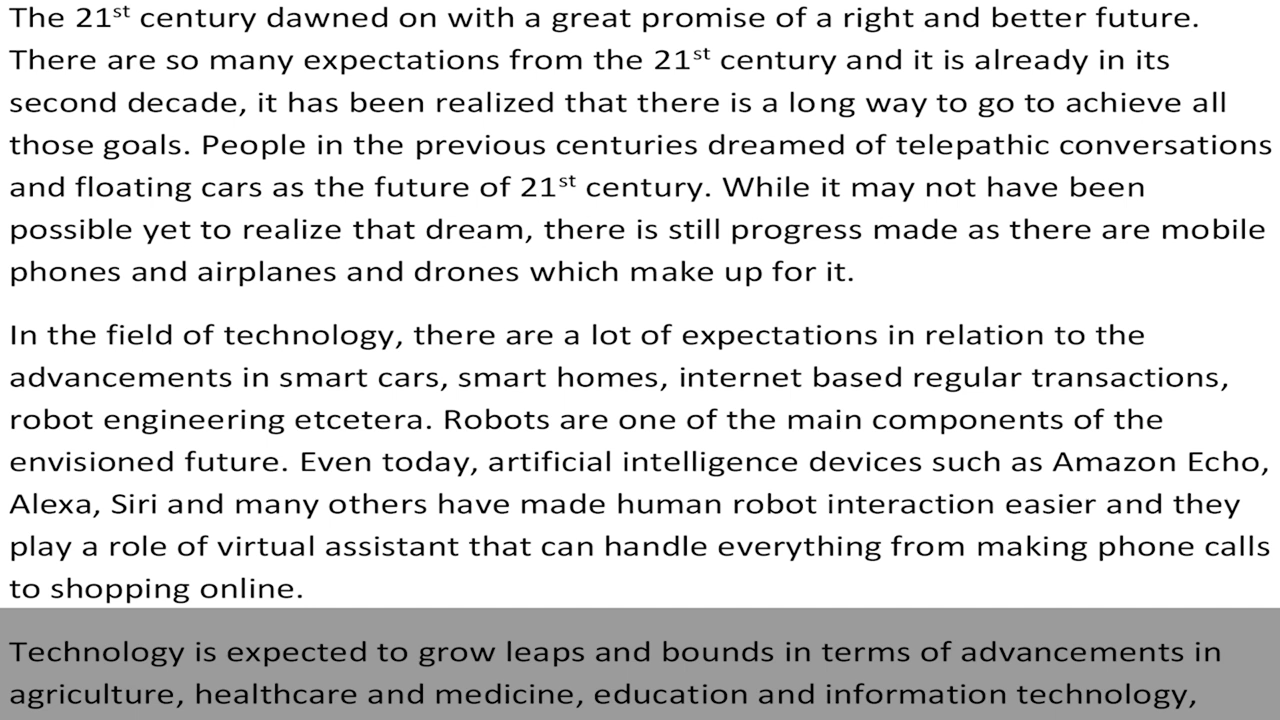 The 21st century dawned on with a great promise of a right and better future.
There are so many expectations from the 21st century and it is already in its
second decade, it has been realized that there is a long way to go to achieve all
those goals. People in the previous centuries dreamed of telepathic conversations
and floating cars as the future of 21st century. While it may not have been
possible yet to realize that dream, there is still progress made as there are mobile
phones and airplanes and drones which make up for it.
In the field of technology, there are a lot of expectations in relation to the
advancements in smart cars, smart homes, internet based regular transactions,
robot engineering etcetera. Robots are one of the main components of the
envisioned future. Even today, artificial intelligence devices such as Amazon Echo,
Alexa, Siri and many others have made human robot interaction easier and they
play a role of virtual assistant that can handle everything from making phone calls
to shopping online.
Technology is expected to grow leaps and bounds in terms of advancements in
agriculture, healthcare and medicine, education and information technology,